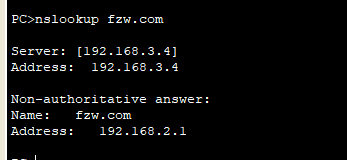 PC>nslookup fzw.com
Server: [192.168.3.4]
Address:  192.168.3.4
Non-authoritative answer:
Name:   fzw.com
Address:   192.168.2.1